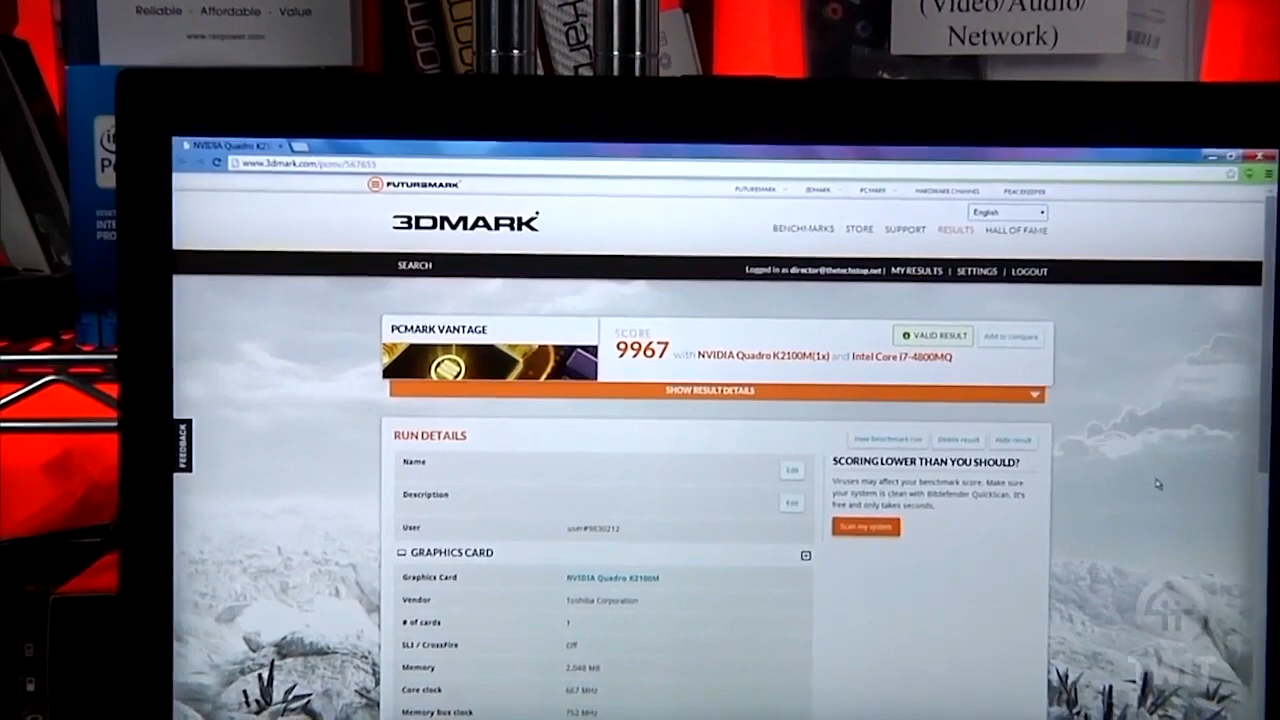 Reliable - Affordable - Value
www.ravpower.com
(Video/Audio/
Network)
NVIDIA Quadro K2
www.3dmark.com/pcmv/567653
FUTUREMARK
FUTUREMARK 3DMARK PCMARK HARDWARE CHANNEL PEACEKEEPER
3DMARK
English
BENCHMARKS STORE SUPPORT RESULTS HALL OF FAME
SEARCH
Logged in as director@thetechstop.net | MY RESULTS | SETTINGS | LOGOUT
PCMARK VANTAGE
SCORE
VALID RESULT
Add to compare
9967 with NVIDIA Quadro K2100M(1x) and Intel Core i7-4800MQ
SHOW RESULT DETAILS
FEEDBACK
RUN DETAILS
View benchmark run Delete result Hide result
Name
Edit
Description
Edit
User user#9830212
SCORING LOWER THAN YOU SHOULD?
Viruses may affect your benchmark score. Make sure
your system is clean with Bitdefender QuickScan. It's
free and only takes seconds.
Scan my system
GRAPHICS CARD
Graphics Card NVIDIA Quadro K2100M
Vendor Toshiba Corporation
# of cards 1
SLI / CrossFire Off
Memory 2,048 MB
Core clock 667 MHz
Memory bus clock 752 MHz
TWiT